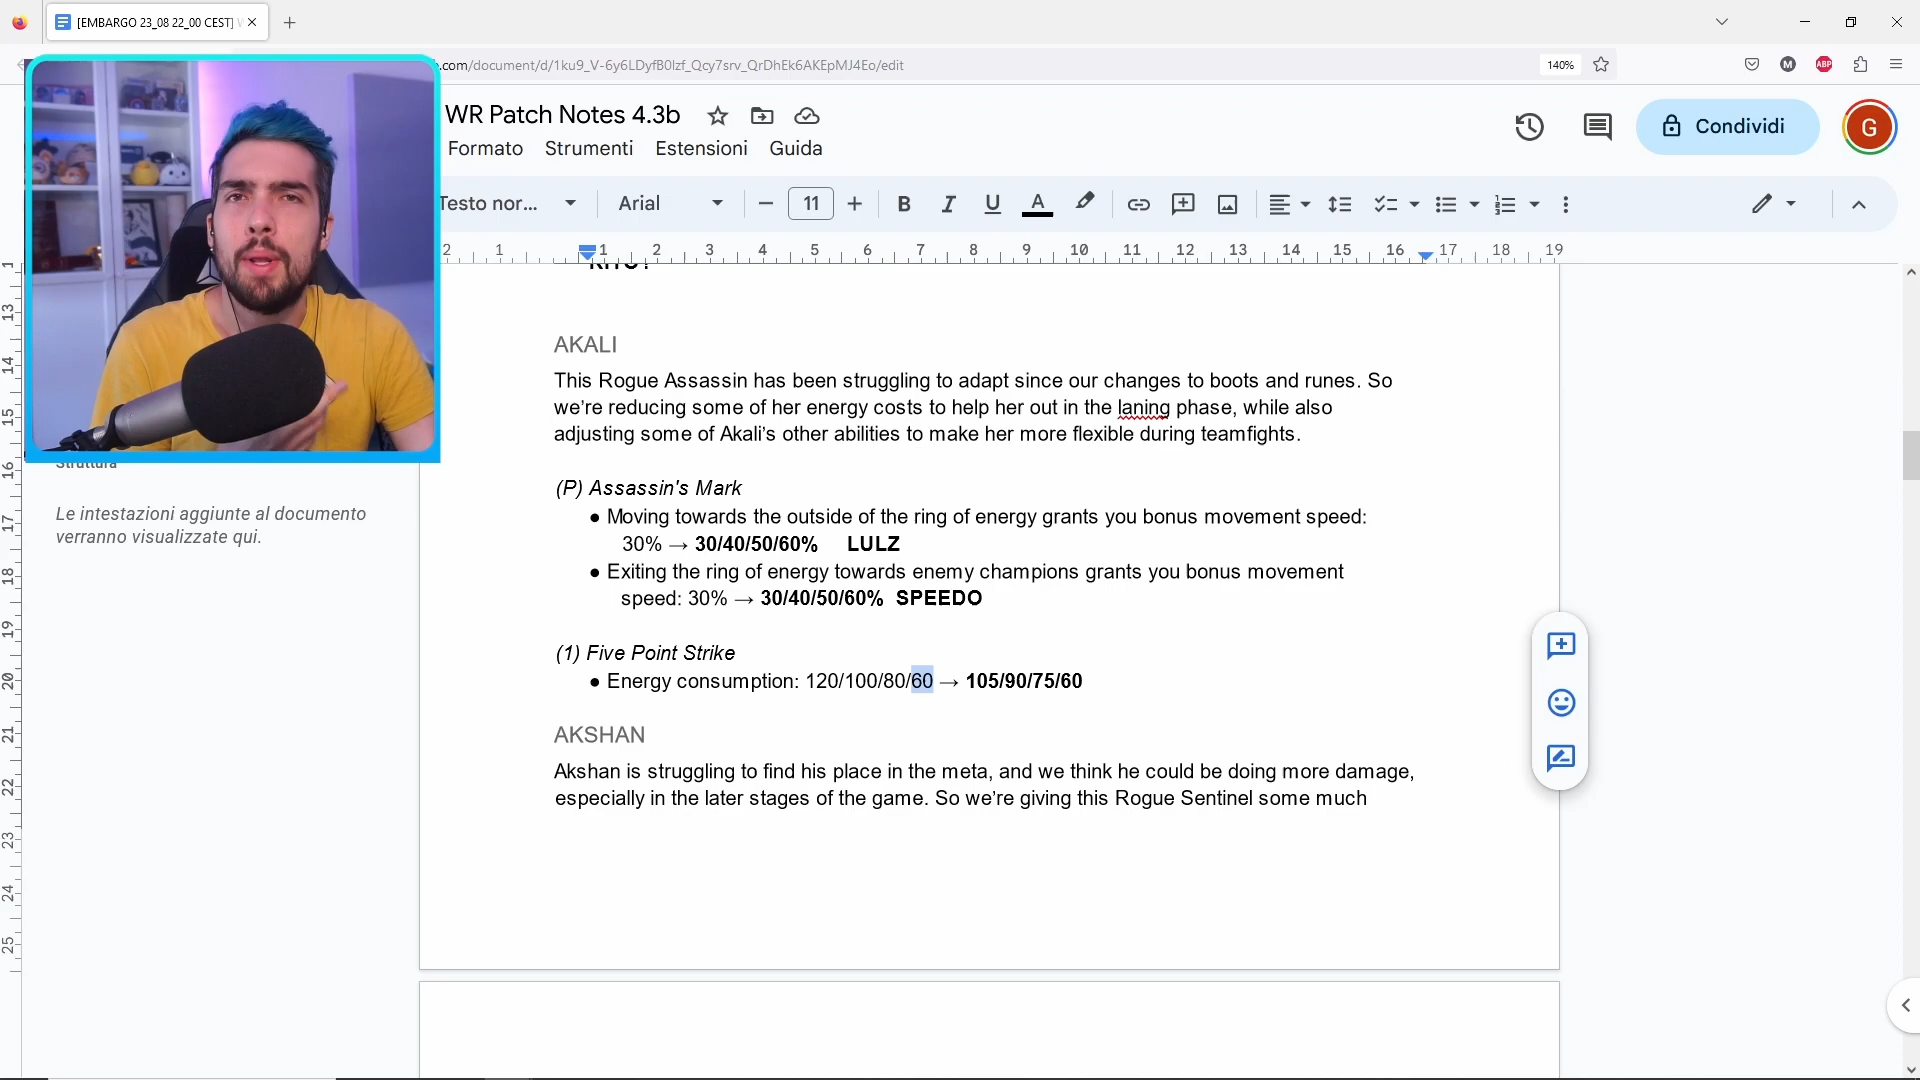 [EMBARGO 23_08 22_00 CEST]
.com/document/d/1ku9_V-6y6LDyfB0Izf_Qcy7srv_QrDhEk6AKEpMJ4Eo/edit
140%
M
ABP
WR Patch Notes 4.3b
Formato Strumenti Estensioni Guida
Condividi
G
Testo nor... Arial 11 B I U A
2 1 1 2 3 4 5 6 7 8 9 10 11 12 13 14 15 16 17 18 19
AKALI
This Rogue Assassin has been struggling to adapt since our changes to boots and runes. So
we’re reducing some of her energy costs to help her out in the laning phase, while also
adjusting some of Akali’s other abilities to make her more flexible during teamfights.
(P) Assassin's Mark
● Moving towards the outside of the ring of energy grants you bonus movement speed:
30% → 30/40/50/60% LULZ
● Exiting the ring of energy towards enemy champions grants you bonus movement
speed: 30% → 30/40/50/60% SPEEDO
(1) Five Point Strike
● Energy consumption: 120/100/80/60 → 105/90/75/60
AKSHAN
Akshan is struggling to find his place in the meta, and we think he could be doing more damage,
especially in the later stages of the game. So we’re giving this Rogue Sentinel some much
Struttura
Le intestazioni aggiunte al documento
verranno visualizzate qui.
1
13
14
15
16
17
18
19
20
21
22
23
24
25